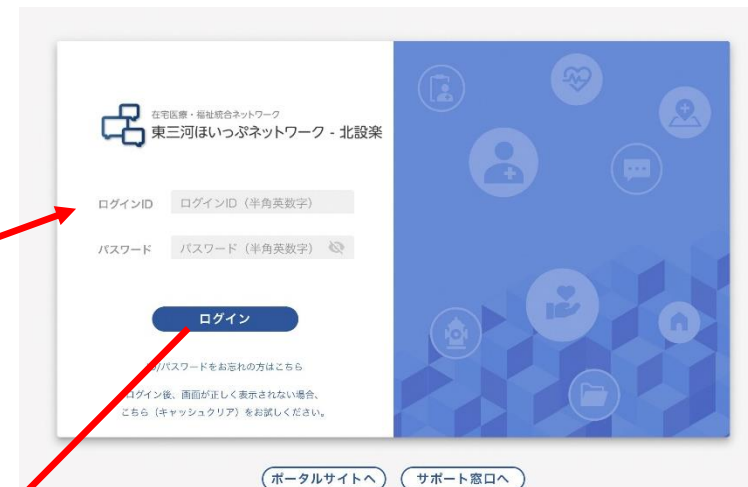 在宅医療・福祉統合ネットワーク
東三河ほいっぷネットワーク - 北設楽
ログインID ログインID（半角英数字）
パスワード パスワード（半角英数字）
ログイン
/パスワードをお忘れの方はこちら
ログイン後、画面が正しく表示されない場合、
こちら（キャッシュクリア）をお試しください。
ポータルサイトへ サポート窓口へ